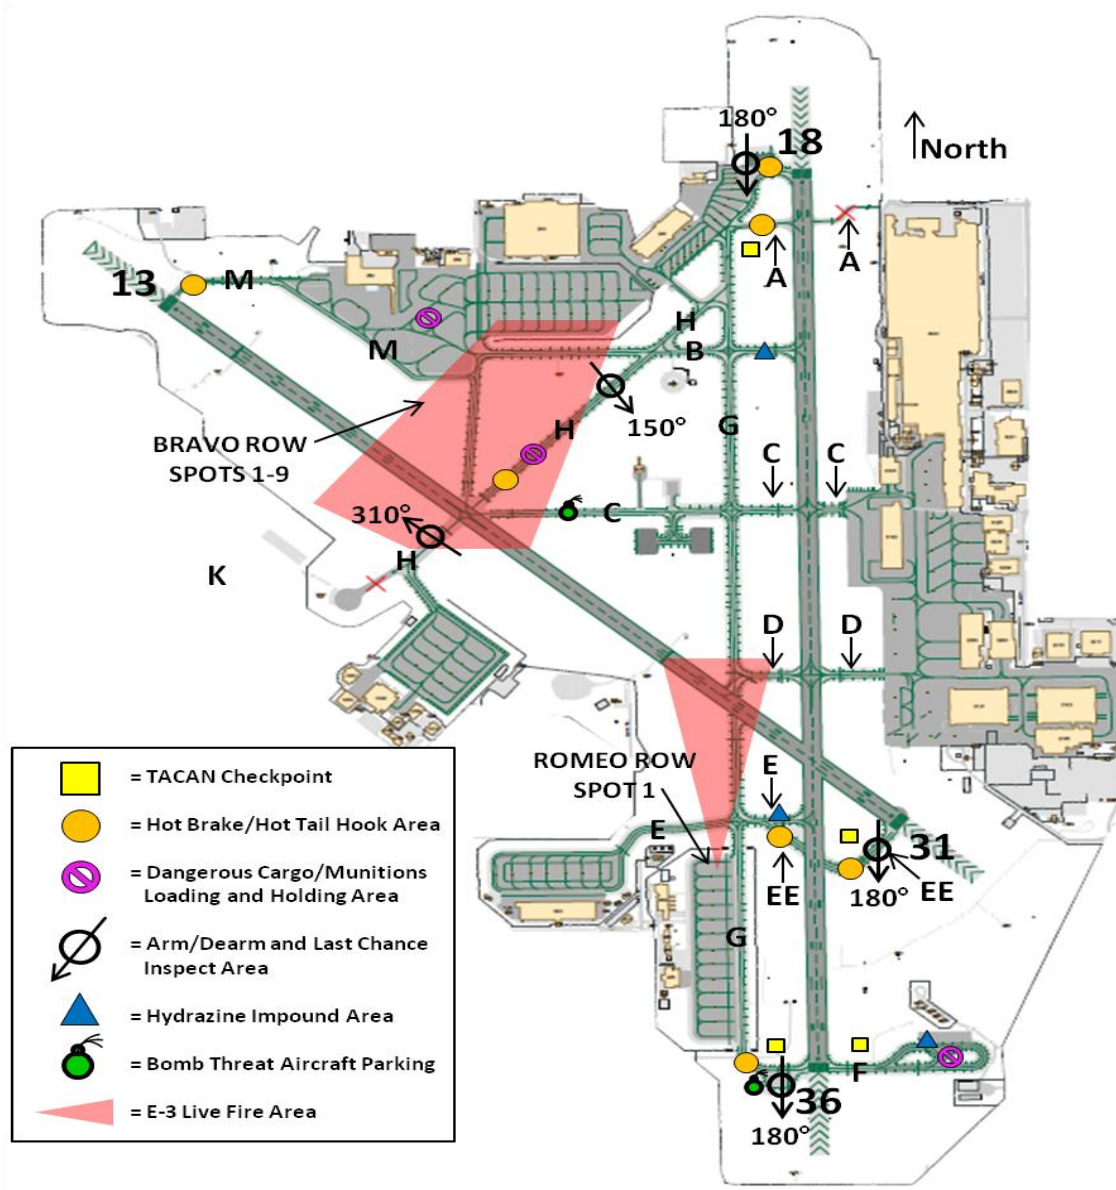 180°
18
North
A
A
13
M
M
H
B
BRAVO ROW
SPOTS 1-9
150°
H
G
C
C
310°
C
H
K
D
D
ROMEO ROW
SPOT 1
E
E
31
EE
EE
180°
G
F
36
180°
= TACAN Checkpoint
= Hot Brake/Hot Tail Hook Area
= Dangerous Cargo/Munitions
Loading and Holding Area
= Arm/Dearm and Last Chance
Inspect Area
= Hydrazine Impound Area
= Bomb Threat Aircraft Parking
= E-3 Live Fire Area